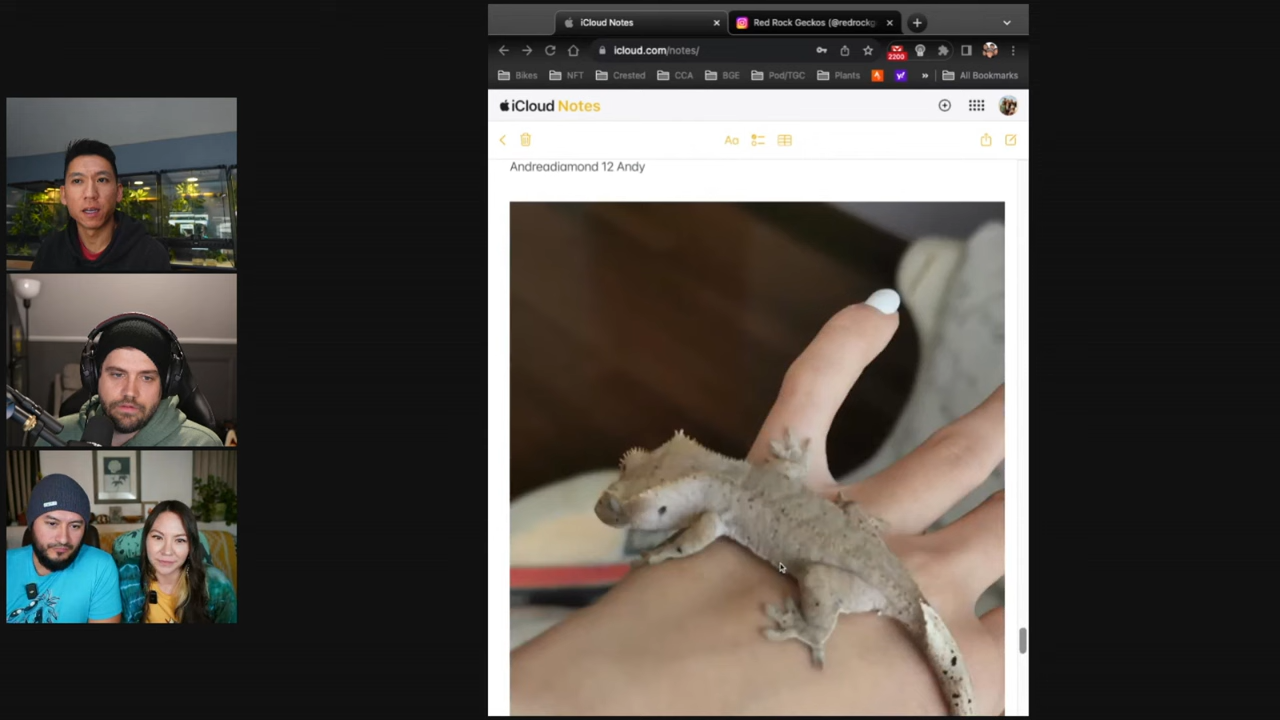 iCloud Notes
Red Rock Geckos (@redrockg
icloud.com/notes/
2200
Bikes
NFT
Crested
CCA
BGE
Pod/TGC
Plants
y!
»
All Bookmarks
iCloud Notes
Aa
Andreadiamond 12 Andy